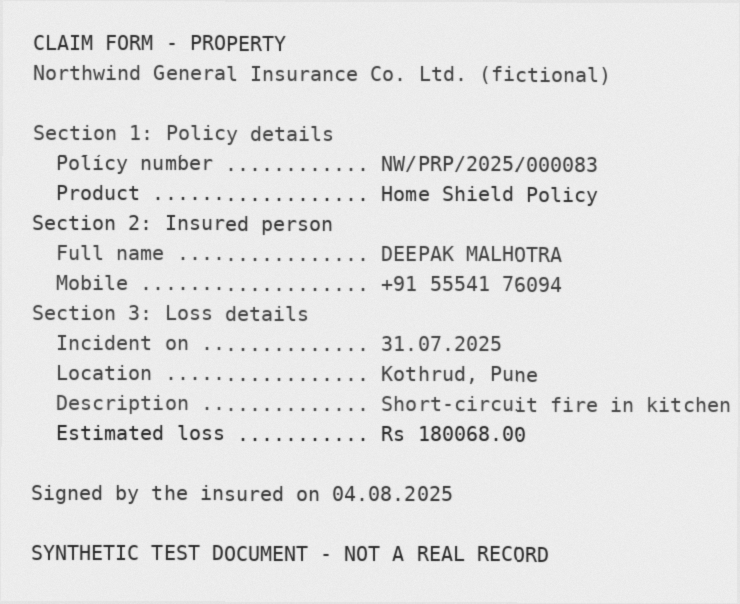 CLAIM FORM - PROPERTY
Northwind General Insurance Co. Ltd. (fictional)
Section 1: Policy details
Policy number ............ NW/PRP/2025/000083
Product .................. Home Shield Policy
Section 2: Insured person
Full name ................ DEEPAK MALHOTRA
Mobile ................... +91 55541 76094
Section 3: Loss details
Incident on .............. 31.07.2025
Location ................. Kothrud, Pune
Description .............. Short-circuit fire in kitchen
Estimated loss ........... Rs 180068.00
Signed by the insured on 04.08.2025
SYNTHETIC TEST DOCUMENT - NOT A REAL RECORD